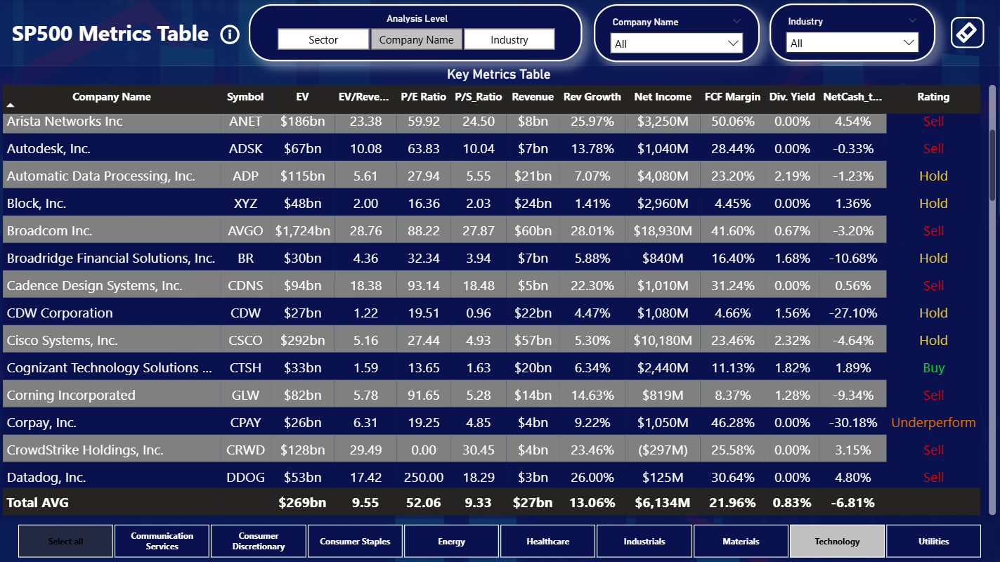 SP500 Metrics Table
Analysis Level
Sector Company Name Industry
Company Name
All
Industry
All
Key Metrics Table
Company Name Symbol EV EV/Reve... P/E Ratio P/S_Ratio Revenue Rev Growth Net Income FCF Margin Div. Yield NetCash_t... Rating
Arista Networks Inc ANET $186bn 23.38 59.92 24.50 $8bn 25.97% $3,250M 50.06% 0.00% 4.54% Sell
Autodesk, Inc. ADSK $67bn 10.08 63.83 10.04 $7bn 13.78% $1,040M 28.44% 0.00% -0.33% Sell
Automatic Data Processing, Inc. ADP $115bn 5.61 27.94 5.55 $21bn 7.07% $4,080M 23.20% 2.19% -1.23% Hold
Block, Inc. XYZ $48bn 2.00 16.36 2.03 $24bn 1.41% $2,960M 4.45% 0.00% 1.36% Hold
Broadcom Inc. AVGO $1,724bn 28.76 88.22 27.87 $60bn 28.01% $18,930M 41.60% 0.67% -3.20% Sell
Broadridge Financial Solutions, Inc. BR $30bn 4.36 32.34 3.94 $7bn 5.88% $840M 16.40% 1.68% -10.68% Hold
Cadence Design Systems, Inc. CDNS $94bn 18.38 93.14 18.48 $5bn 22.30% $1,010M 31.24% 0.00% 0.56% Sell
CDW Corporation CDW $27bn 1.22 19.51 0.96 $22bn 4.47% $1,080M 4.66% 1.56% -27.10% Hold
Cisco Systems, Inc. CSCO $292bn 5.16 27.44 4.93 $57bn 5.30% $10,180M 23.46% 2.32% -4.64% Hold
Cognizant Technology Solutions ... CTSH $33bn 1.59 13.65 1.63 $20bn 6.34% $2,440M 11.13% 1.82% 1.89% Buy
Corning Incorporated GLW $82bn 5.78 91.65 5.28 $14bn 14.63% $819M 8.37% 1.28% -9.34% Sell
Corpay, Inc. CPAY $26bn 6.31 19.25 4.85 $4bn 9.22% $1,050M 46.28% 0.00% -30.18% Underperform
CrowdStrike Holdings, Inc. CRWD $128bn 29.49 0.00 30.45 $4bn 23.46% ($297M) 25.58% 0.00% 3.15% Sell
Datadog, Inc. DDOG $53bn 17.42 250.00 18.29 $3bn 26.00% $125M 30.64% 0.00% 4.80% Sell
Total AVG $269bn 9.55 52.06 9.33 $27bn 13.06% $6,134M 21.96% 0.83% -6.81%
Select all
Communication
Services
Consumer
Discretionary
Consumer Staples
Energy
Healthcare
Industrials
Materials
Technology
Utilities